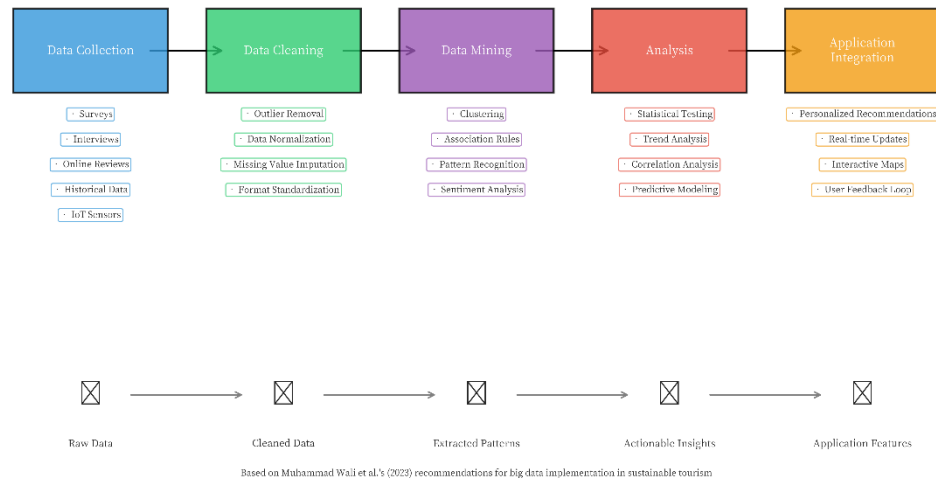 Data Collection
Data Cleaning
Data Mining
Analysis
Application
Integration
· Surveys
· Interviews
· Online Reviews
· Historical Data
· IoT Sensors
· Outlier Removal
· Data Normalization
· Missing Value Imputation
· Format Standardization
· Clustering
· Association Rules
· Pattern Recognition
· Sentiment Analysis
· Statistical Testing
· Trend Analysis
· Correlation Analysis
· Predictive Modeling
· Personalized Recommendations
· Real-time Updates
· Interactive Maps
· User Feedback Loop
Raw Data
Cleaned Data
Extracted Patterns
Actionable Insights
Application Features
Based on Muhammad Wali et al.'s (2023) recommendations for big data implementation in sustainable tourism